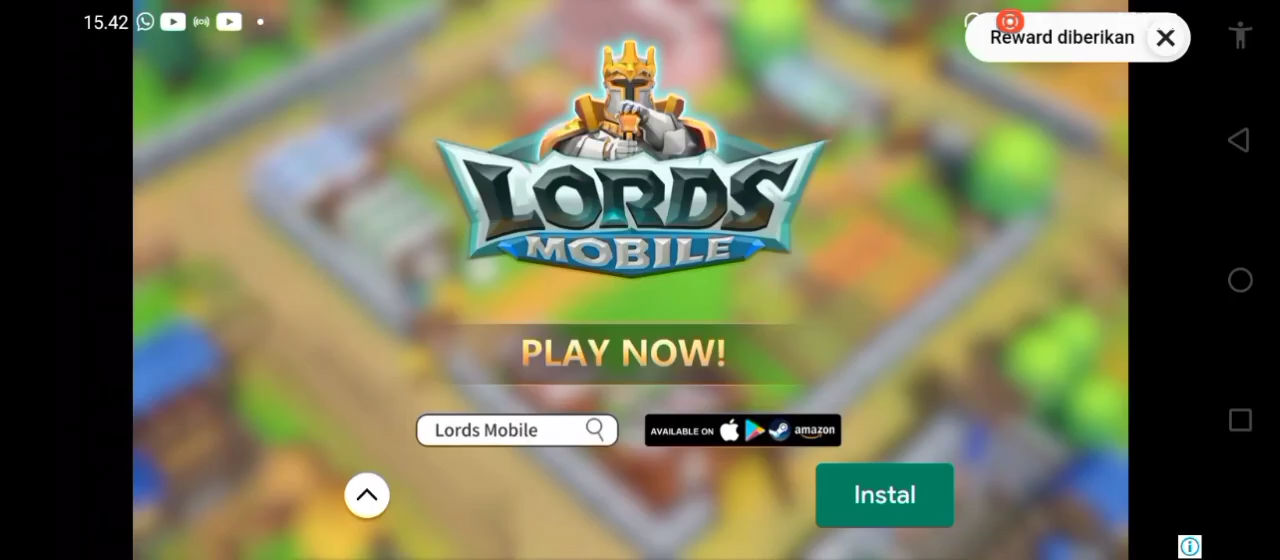 15.42
Reward diberikan
LORDS
MOBILE
PLAY NOW!
Lords Mobile
AVAILABLE ON amazon
Instal